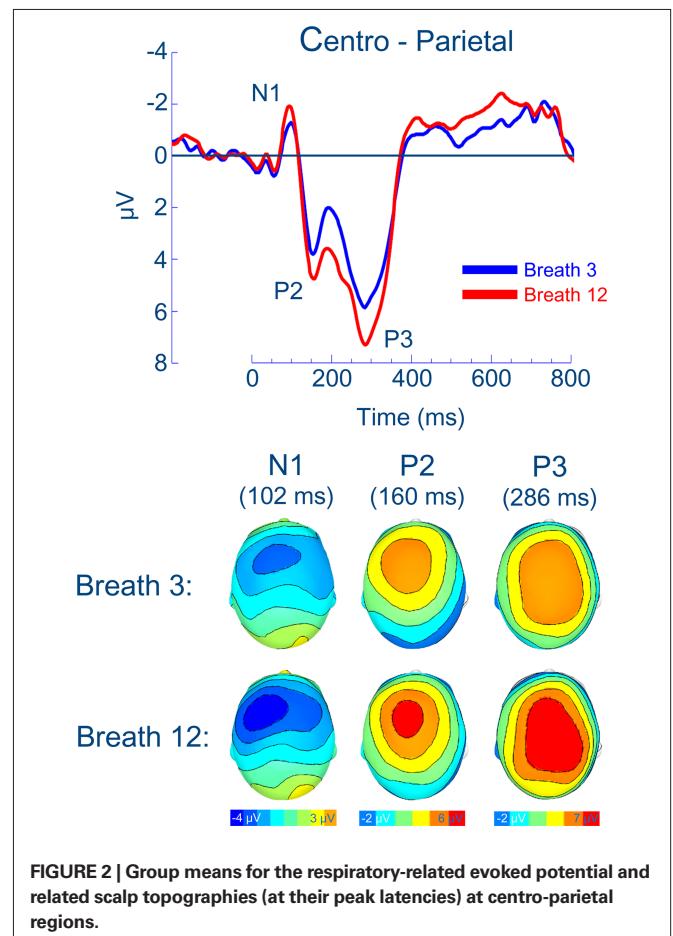 Centro - Parietal
-4
-2
0
2
4
6
8
µV
N1
P2
P3
Breath 3
Breath 12
0 200 400 600 800
Time (ms)
N1 P2 P3
(102 ms) (160 ms) (286 ms)
Breath 3:
Breath 12:
-4 µV 3 µV -2 µV 6 µV -2 µV 7 µV
FIGURE 2 | Group means for the respiratory-related evoked potential and
related scalp topographies (at their peak latencies) at centro-parietal
regions.